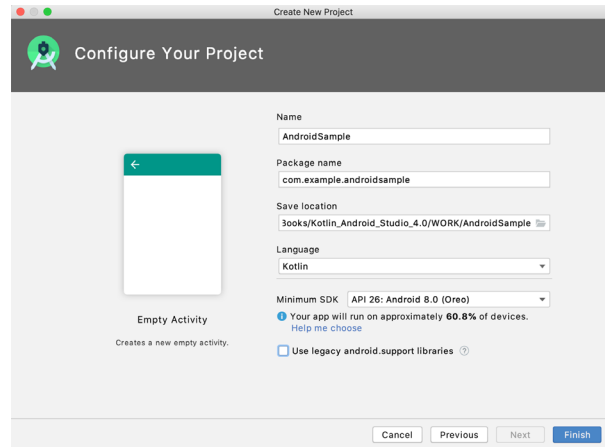 Create New Project
Configure Your Project
Name
AndroidSample
Package name
com.example.androidsample
Save location
Books/Kotlin_Android_Studio_4.0/WORK/AndroidSample
Language
Kotlin
Minimum SDK API 26: Android 8.0 (Oreo)
Your app will run on approximately 60.8% of devices.
Help me choose
Use legacy android.support libraries ?
Empty Activity
Creates a new empty activity.
Cancel Previous Next Finish